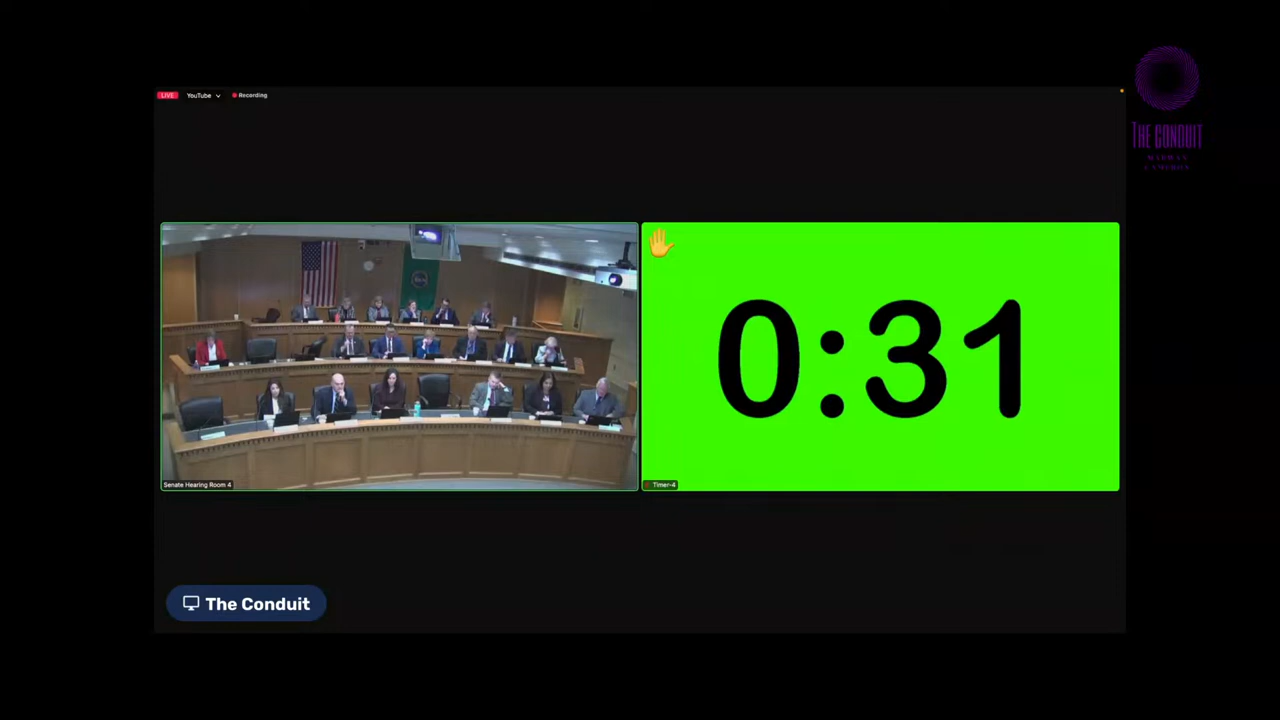 LIVE YouTube Recording
THE CONDUIT
0:31
Senate Hearing Room 4
Timer-4
The Conduit